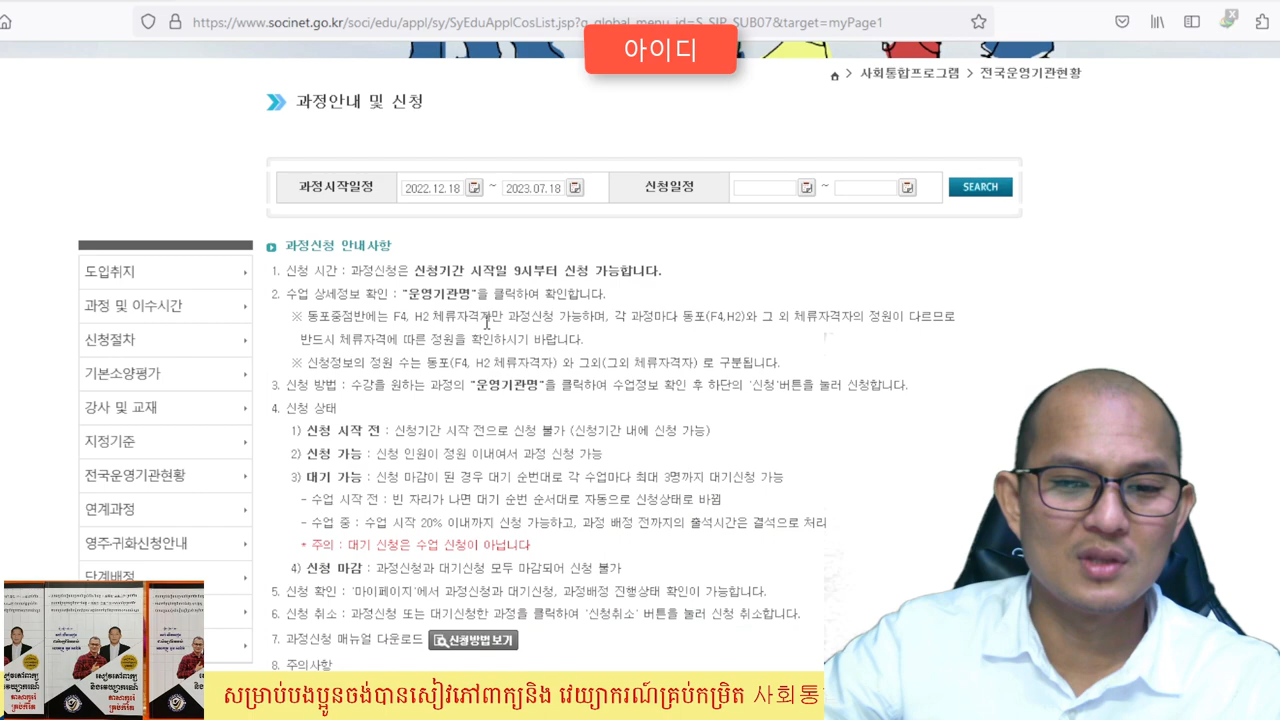 https://www.socinet.go.kr/soci/edu/appl/sy/SyEduApplCosList.jsp?q_global_menu_id=S_SIP_SUB07&target=myPage1
아이디
사회통합프로그램 > 전국운영기관현황
과정안내 및 신청
과정시작일정 2022.12.18 ~ 2023.07.18 신청일정 ~ SEARCH
과정신청 안내사항
1. 신청 시간 : 과정신청은 신청기간 시작일 9시부터 신청 가능합니다.
2. 수업 상세정보 확인 : "운영기관명"을 클릭하여 확인합니다.
※ 동포중점반에는 F4, H2 체류자격자만 과정신청 가능하며, 각 과정마다 동포(F4,H2)와 그 외 체류자격자의 정원이 다르므로
반드시 체류자격에 따른 정원을 확인하시기 바랍니다.
※ 신청정보의 정원 수는 동포(F4, H2 체류자격자) 와 그외(그외 체류자격자) 로 구분됩니다.
3. 신청 방법 : 수강을 원하는 과정의 "운영기관명"을 클릭하여 수업정보 확인 후 하단의 '신청'버튼을 눌러 신청합니다.
4. 신청 상태
1) 신청 시작 전 : 신청기간 시작 전으로 신청 불가 (신청기간 내에 신청 가능)
2) 신청 가능 : 신청 인원이 정원 이내여서 과정 신청 가능
3) 대기 가능 : 신청 마감이 된 경우 대기 순번대로 각 수업마다 최대 3명까지 대기신청 가능
- 수업 시작 전 : 빈 자리가 나면 대기 순번 순서대로 자동으로 신청상태로 바뀜
- 수업 중 : 수업 시작 20% 이내까지 신청 가능하고, 과정 배정 전까지의 출석시간은 결석으로 처리
* 주의 : 대기 신청은 수업 신청이 아닙니다
4) 신청 마감 : 과정신청과 대기신청 모두 마감되어 신청 불가
5. 신청 확인 : '마이페이지'에서 과정신청과 대기신청, 과정배정 진행상태 확인이 가능합니다.
6. 신청 취소 : 과정신청 또는 대기신청한 과정을 클릭하여 '신청취소' 버튼을 눌러 신청 취소합니다.
7. 과정신청 매뉴얼 다운로드 신청방법 보기
8. 주의사항
도입취지
과정 및 이수시간
신청절차
기본소양평가
강사 및 교재
지정기준
전국운영기관현황
연계과정
영주·귀화신청안내
단계배정
សម្រាប់បងប្អូនចង់បានសៀវភៅពាក្យនិង វេយ្យាករណ៍គ្រប់កម្រិត 사회통